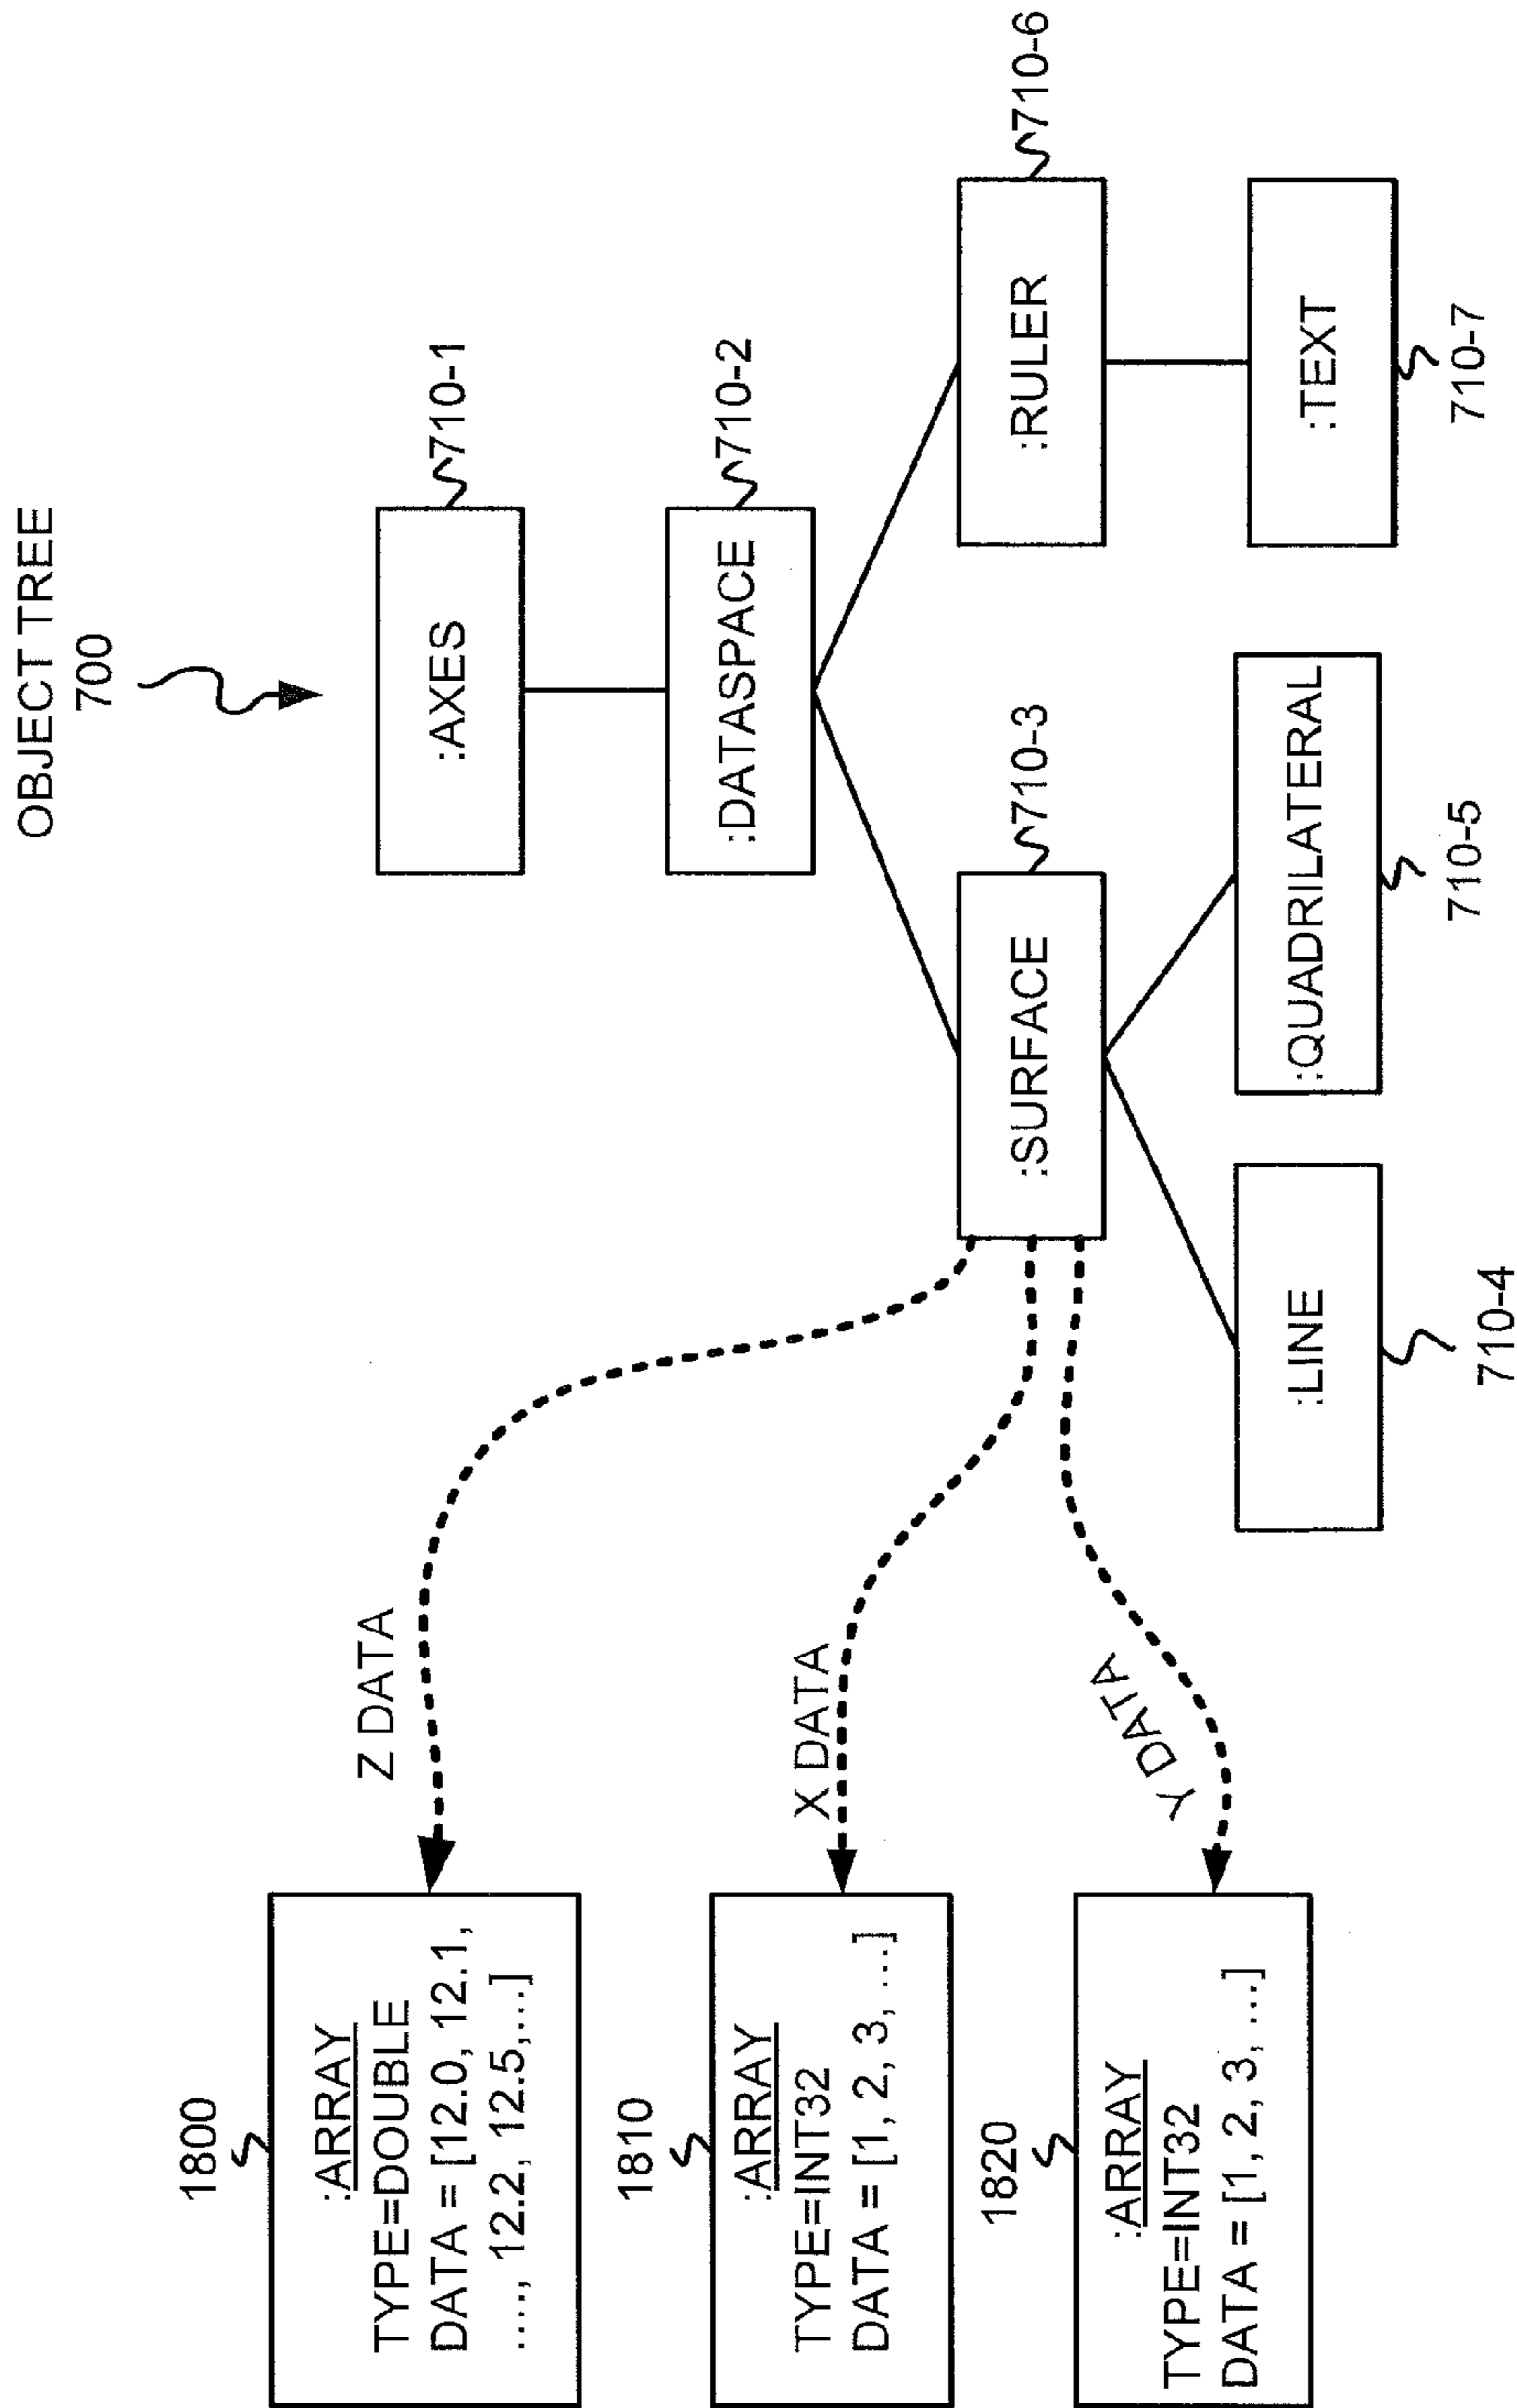 OBJECT TREE
700
:AXES
710-1
:DATASPACE
710-2
:SURFACE
710-3
:RULER
710-6
:LINE
710-4
:QUADRILATERAL
710-5
:TEXT
710-7
Z DATA
X DATA
Y DATA
1800
:ARRAY
TYPE=DOUBLE
DATA = [12.0, 12.1,
...., 12.2, 12.5,...]
1810
:ARRAY
TYPE=INT32
DATA = [1, 2, 3, ...]
1820
:ARRAY
TYPE=INT32
DATA = [1, 2, 3, ...]